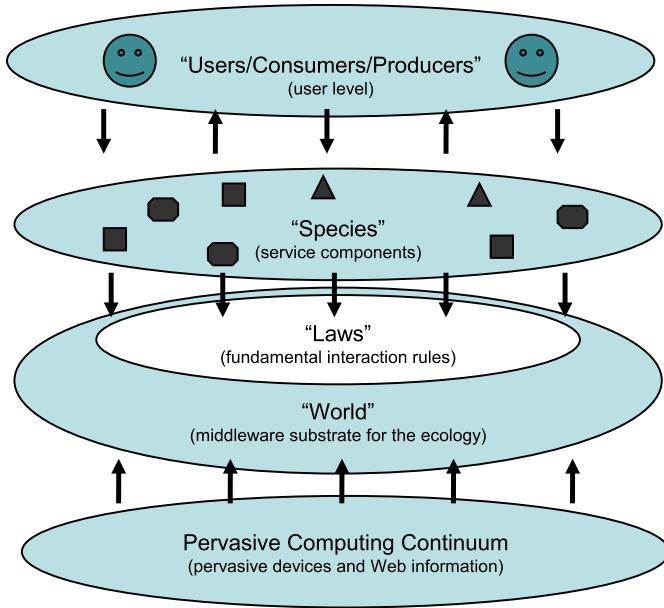 “Users/Consumers/Producers”
(user level)
“Species”
(service components)
“Laws”
(fundamental interaction rules)
“World”
(middleware substrate for the ecology)
Pervasive Computing Continuum
(pervasive devices and Web information)